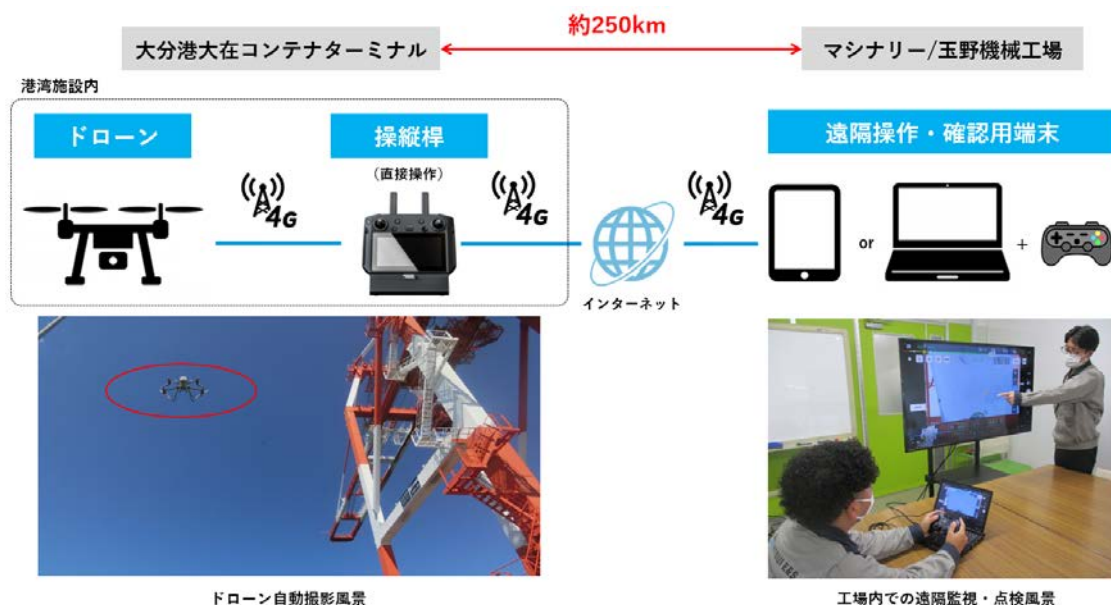 約250km
大分港大在コンテナターミナル
マシナリー/玉野機械工場
港湾施設内
ドローン
操縦桿
遠隔操作・確認用端末
(直接操作)
4G
4G
4G
or
+
インターネット
ドローン自動撮影風景
工場内での遠隔監視・点検風景